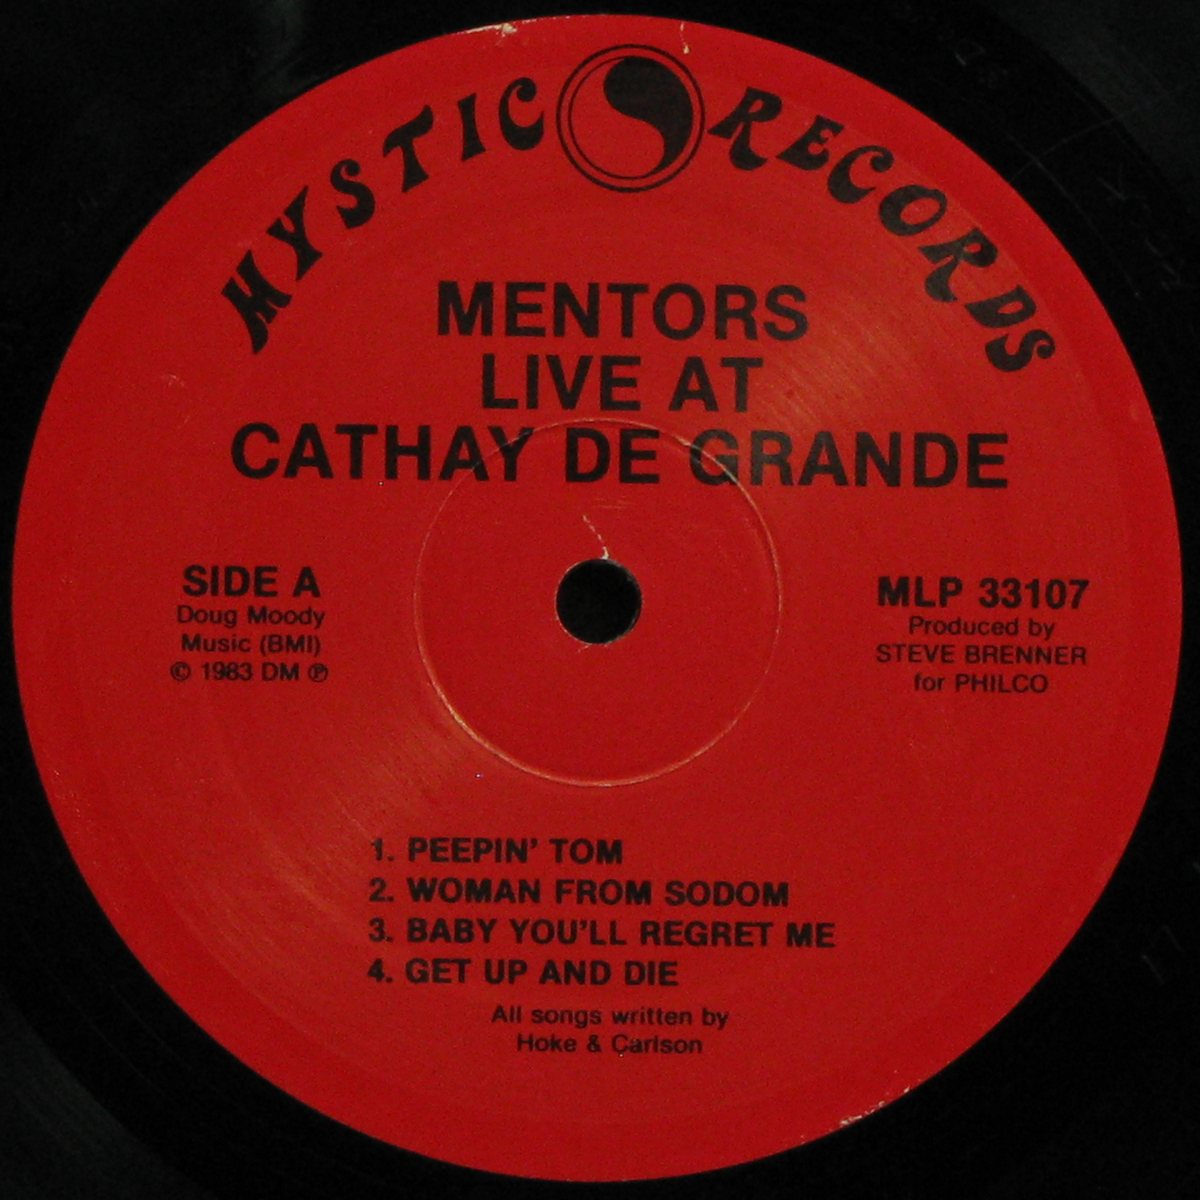 MYSTIC RECORDS
MENTORS
LIVE AT
CATHAY DE GRANDE
SIDE A
Doug Moody
Music (BMI)
© 1983 DM ℗
MLP 33107
Produced by
STEVE BRENNER
for PHILCO
1. PEEPIN' TOM
2. WOMAN FROM SODOM
3. BABY YOU'LL REGRET ME
4. GET UP AND DIE
All songs written by
Hoke & Carlson